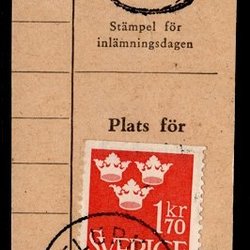 Stämpel för
inlämningsdagen
Plats för
1 kr
70
SVERIGE